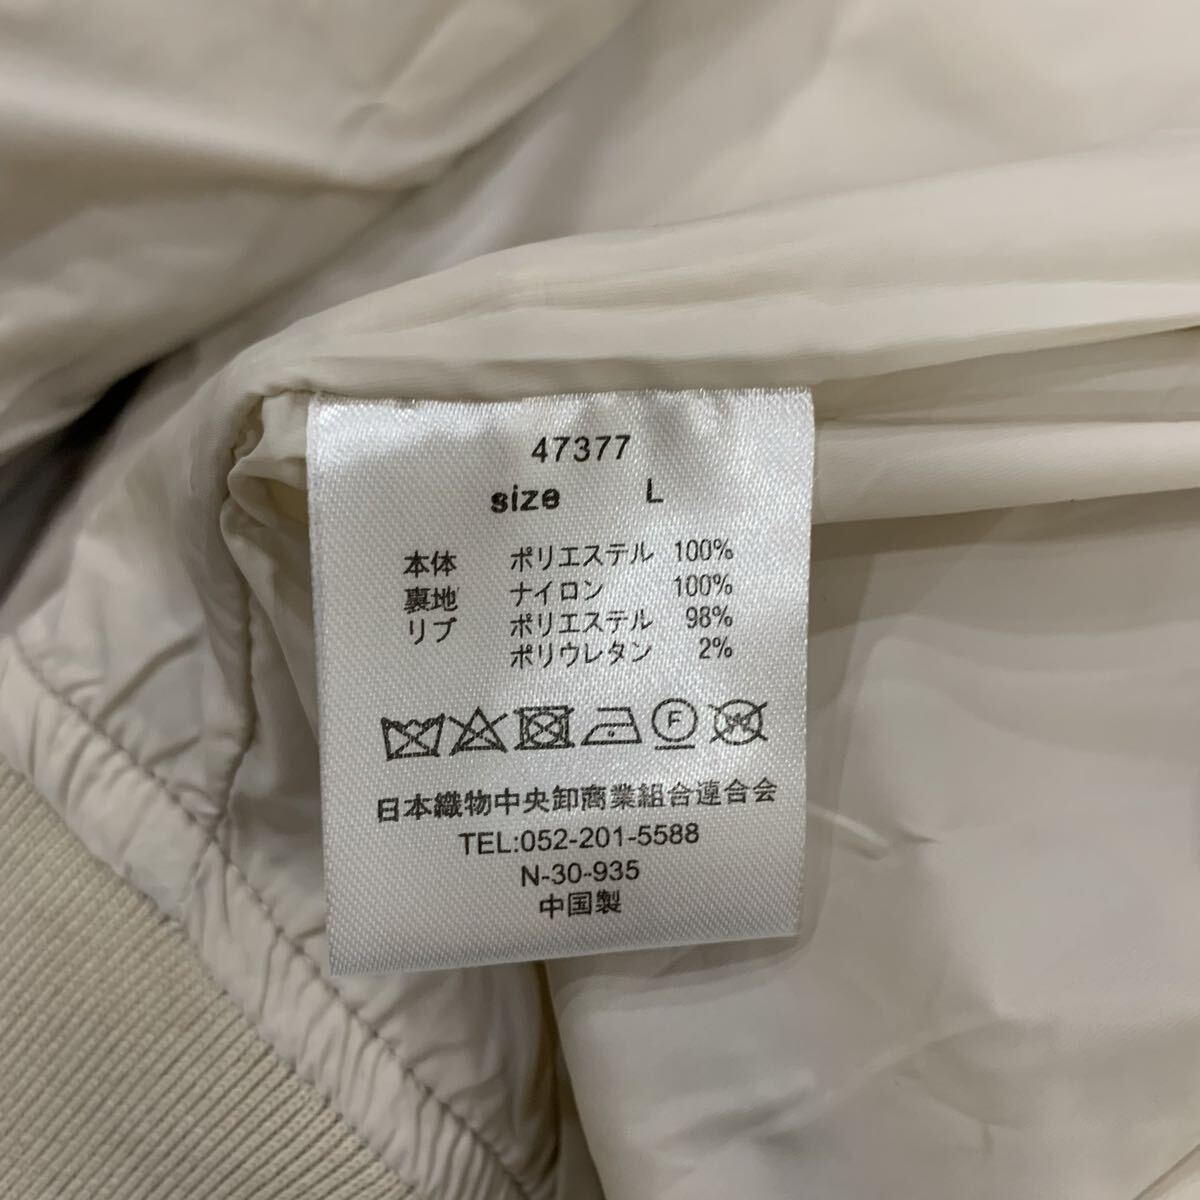 47377
size L
本体 ポリエステル 100%
裏地 ナイロン 100%
リブ ポリエステル 98%
ポリウレタン 2%
F W
日本織物中央卸商業組合連合会
TEL:052-201-5588
N-30-935
中国製